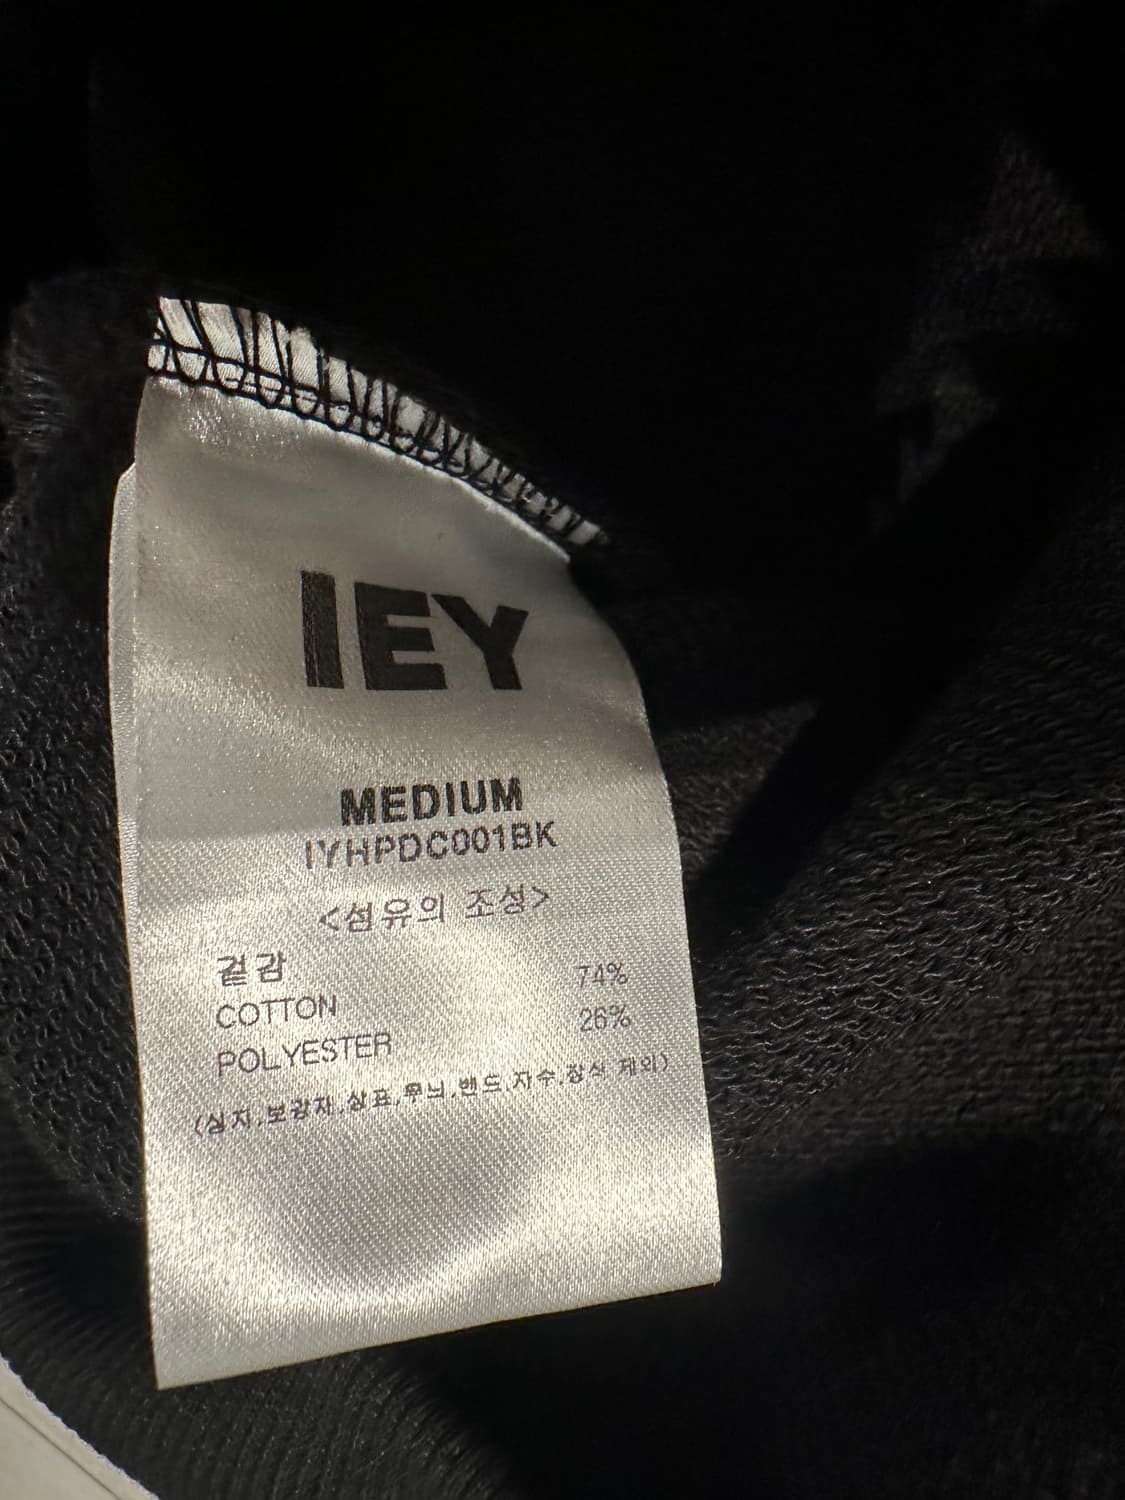 IEY
MEDIUM
IYHPDC001BK
<섬유의 조성>
겉감
COTTON 74%
POLYESTER 26%
(심지,보강재,상표,무늬,밴드,자수,장식 제외)